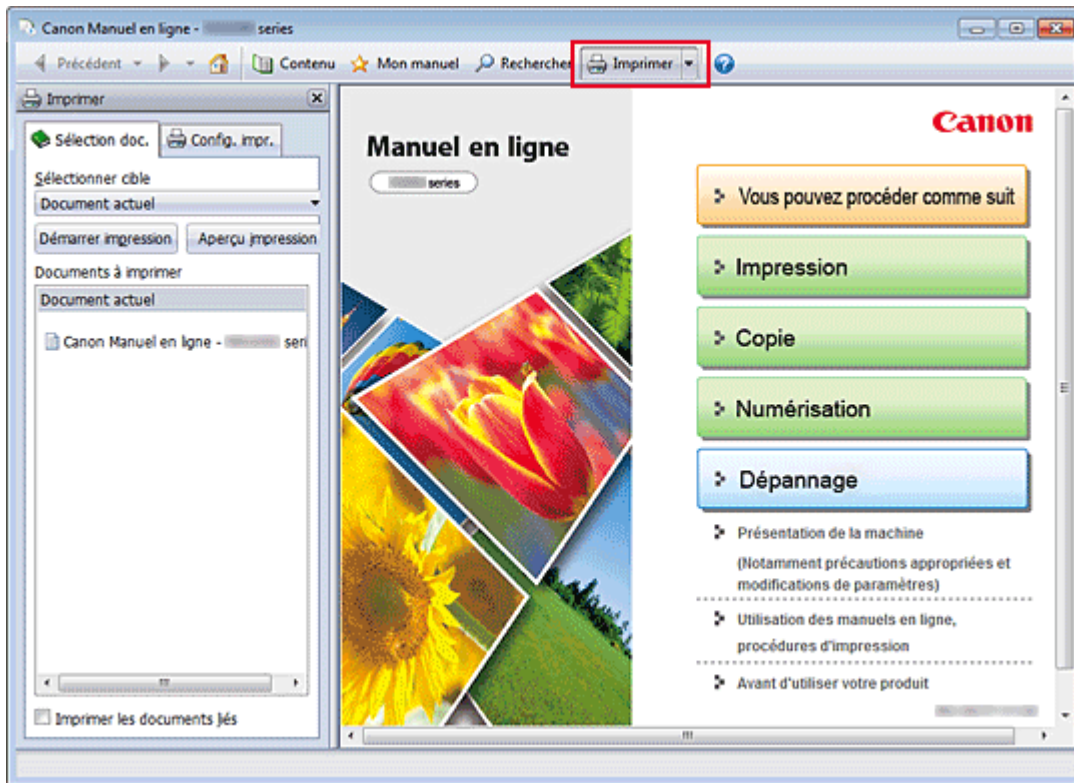 Canon Manuel en ligne - series
Précédent Contenu Mon manuel Rechercher Imprimer
Imprimer
Sélection doc. Config. impr.
Sélectionner cible
Document actuel
Démarrer impression Aperçu impression
Documents à imprimer
Document actuel
Canon Manuel en ligne - seri
Imprimer les documents liés
Manuel en ligne
series
Canon
Vous pouvez procéder comme suit
Impression
Copie
Numérisation
Dépannage
Présentation de la machine
(Notamment précautions appropriées et
modifications de paramètres)
Utilisation des manuels en ligne,
procédures d'impression
Avant d'utiliser votre produit